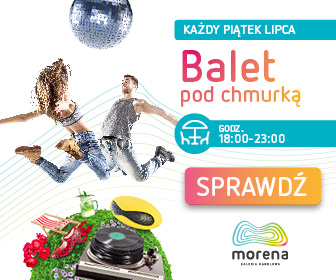 KAŻDY PIĄTEK LIPCA
Balet
pod chmurką
GODZ.
18:00-23:00
SPRAWDŹ
morena
GALERIA HANDLOWA